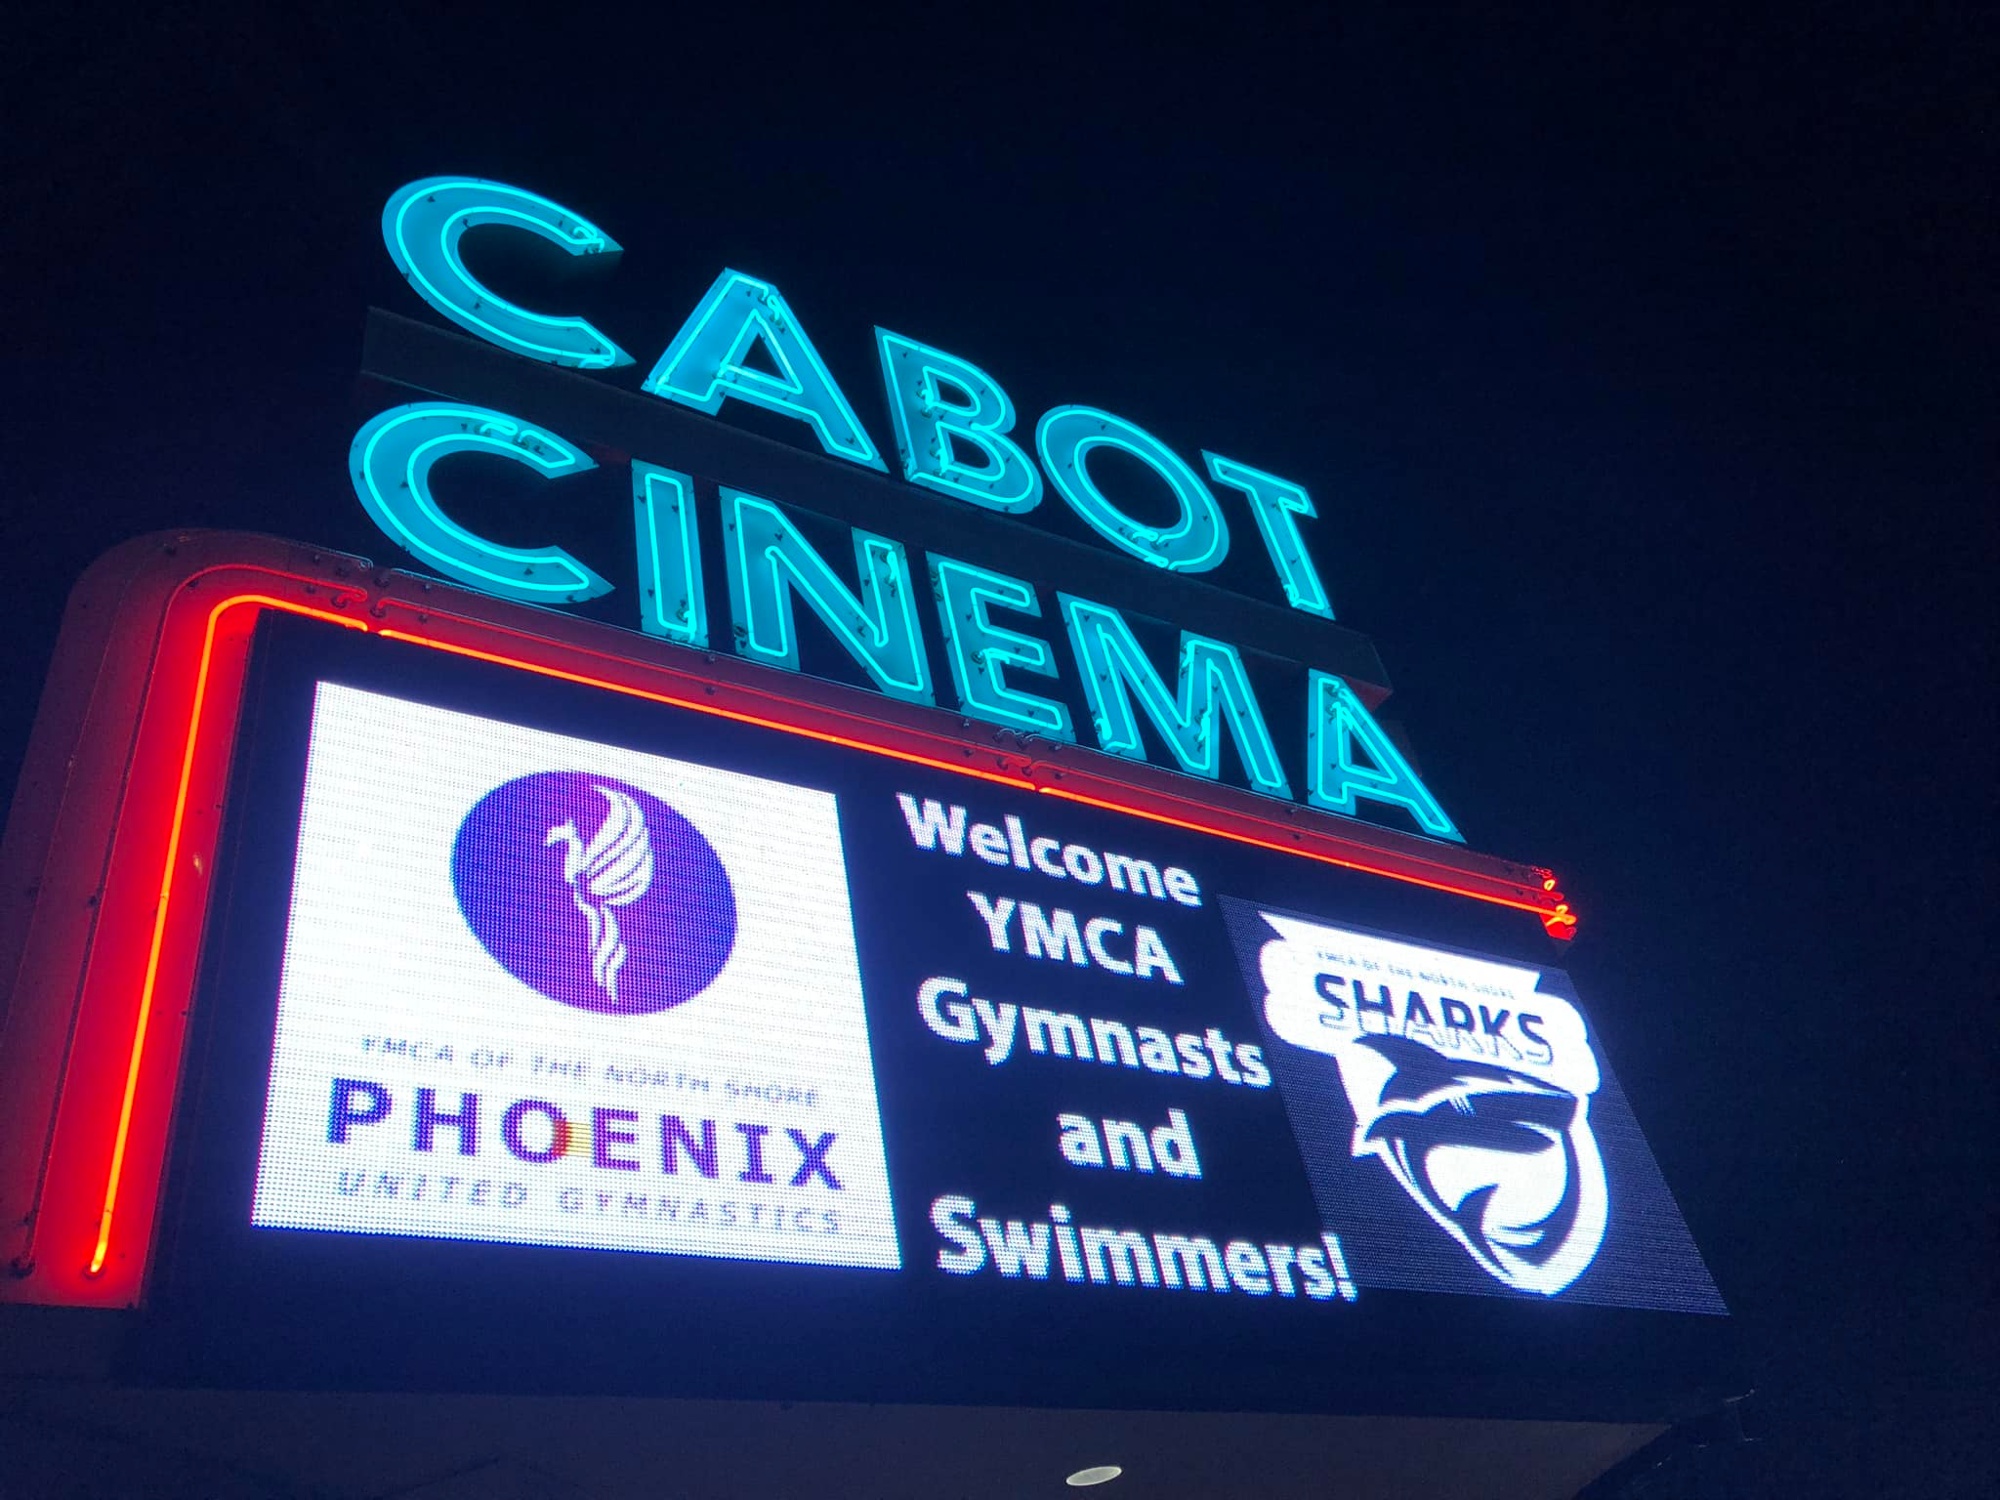 CABOT
CINEMA
YMCA OF THE NORTH SHORE
PHOENIX
UNITED GYMNASTICS
Welcome
YMCA
Gymnasts
and
Swimmers!
YMCA OF THE NORTH SHORE
SHARKS